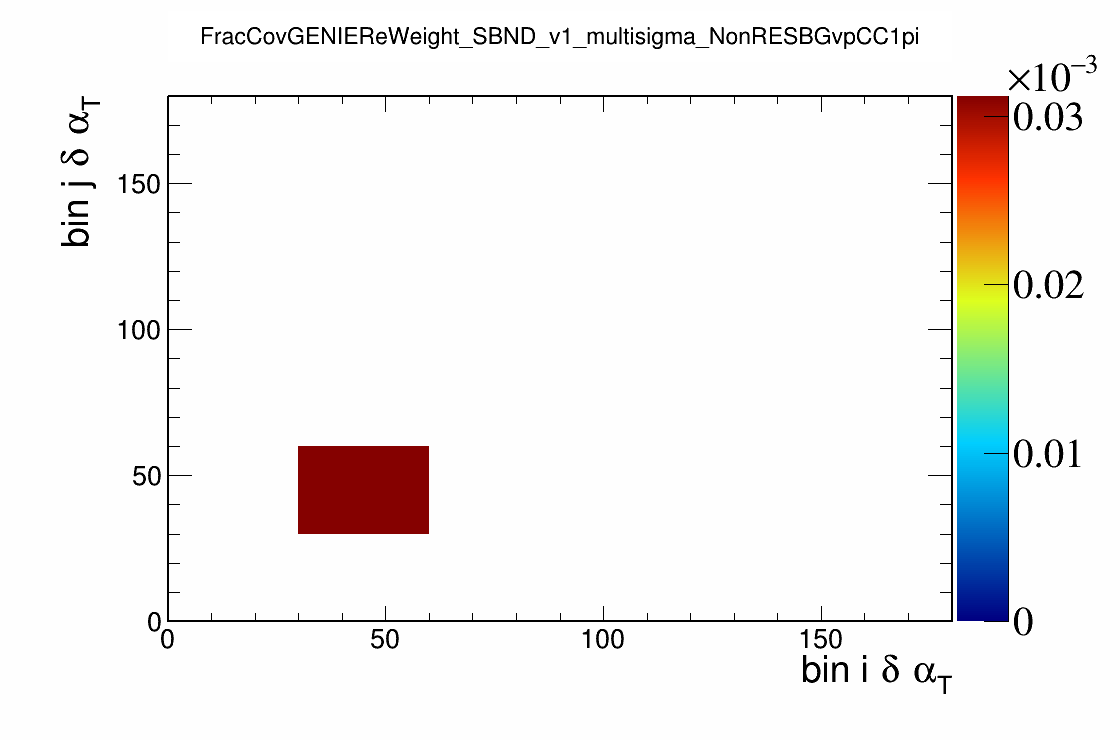 FracCovGENIEReWeight_SBND_v1_multisigma_NonRESBGvpCC1pi
×10⁻³
bin j δ α_T
150
100
50
0
0 50 100 150
bin i δ α_T
0.03
0.02
0.01
0